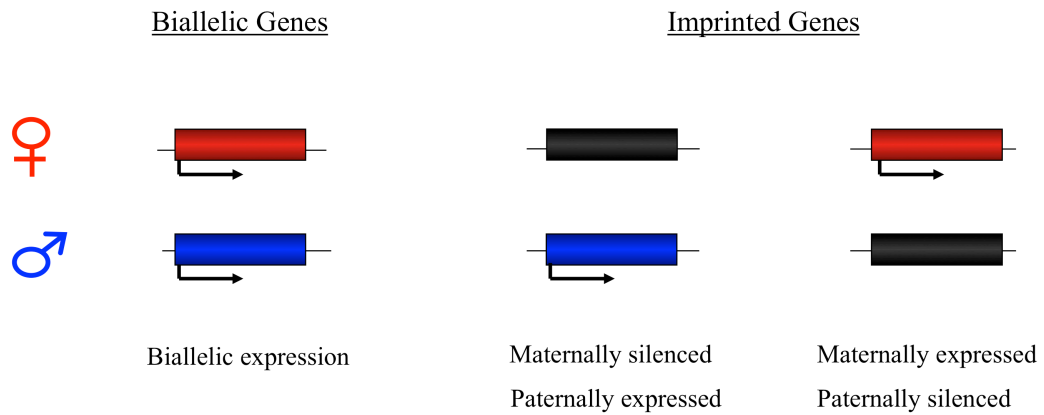 Biallelic Genes
Imprinted Genes
Biallelic expression
Maternally silenced
Paternally expressed
Maternally expressed
Paternally silenced